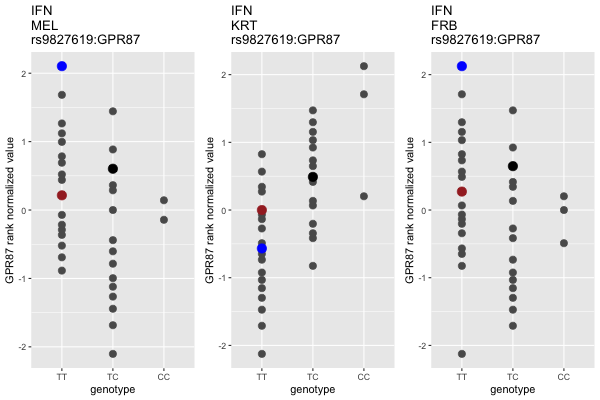 IFN
MEL
rs9827619:GPR87
GPR87 rank normalized value
2
1
0
-1
-2
TT
TC
CC
genotype
IFN
KRT
rs9827619:GPR87
GPR87 rank normalized value
2
1
0
-1
-2
TT
TC
CC
genotype
IFN
FRB
rs9827619:GPR87
GPR87 rank normalized value
2
1
0
-1
-2
TT
TC
CC
genotype